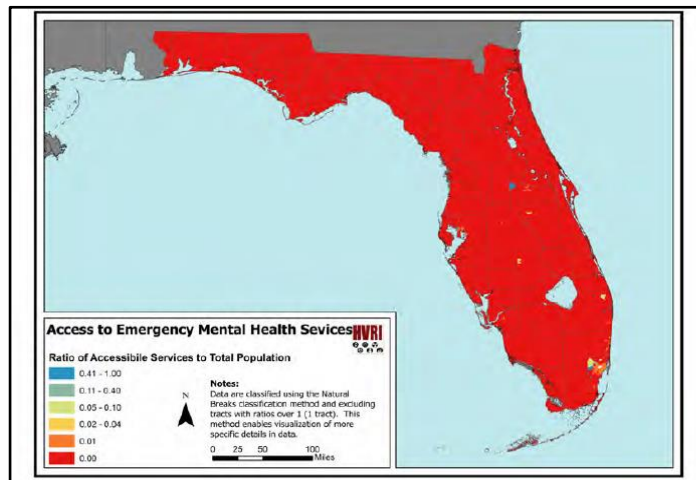 Access to Emergency Mental Health Sevices
HVRI
Ratio of Accessibile Services to Total Population
0.41 - 1.00
0.11 - 0.40
0.05 - 0.10
0.02 - 0.04
0.01
0.00
N
Notes:
Data are classified using the Natural
Breaks classification method and excluding
tracts with ratios over 1 (1 tract). This
method enables visualization of more
specific details in data.
0 25 50 100
Miles